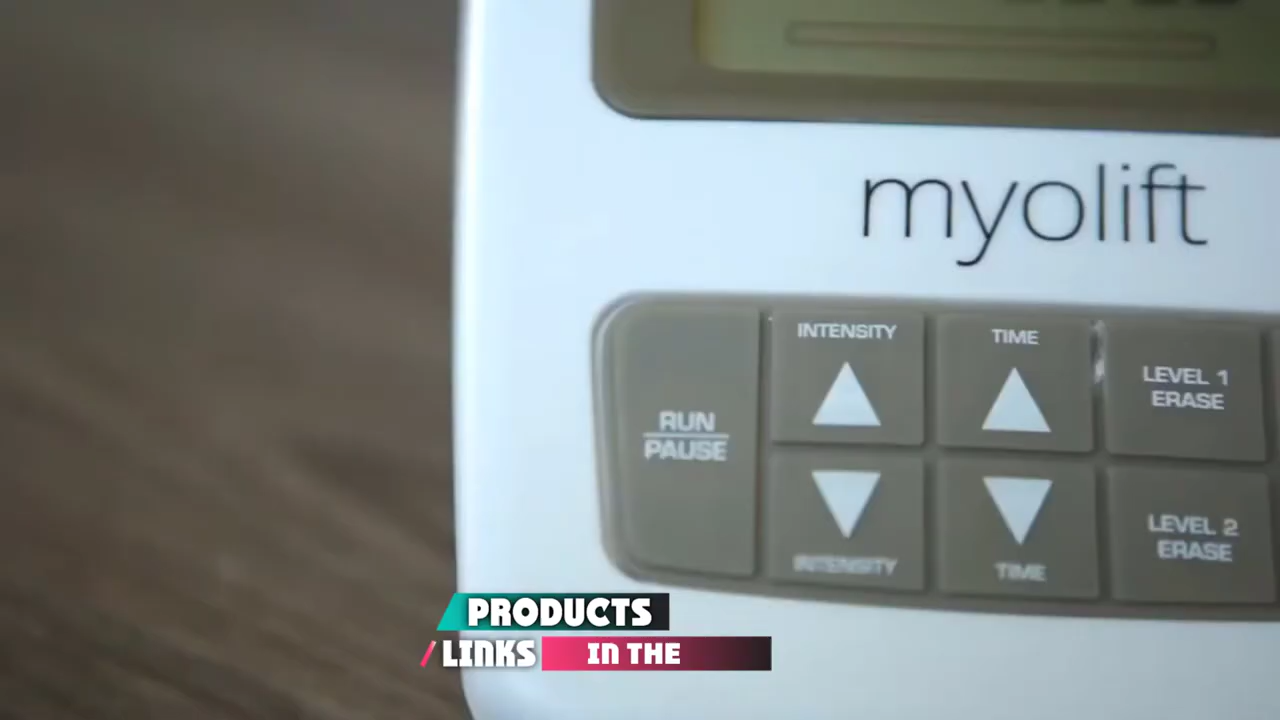 myolift
INTENSITY
TIME
LEVEL 1
ERASE
RUN
PAUSE
LEVEL 2
ERASE
INTENSITY
TIME
PRODUCTS
LINKS IN THE